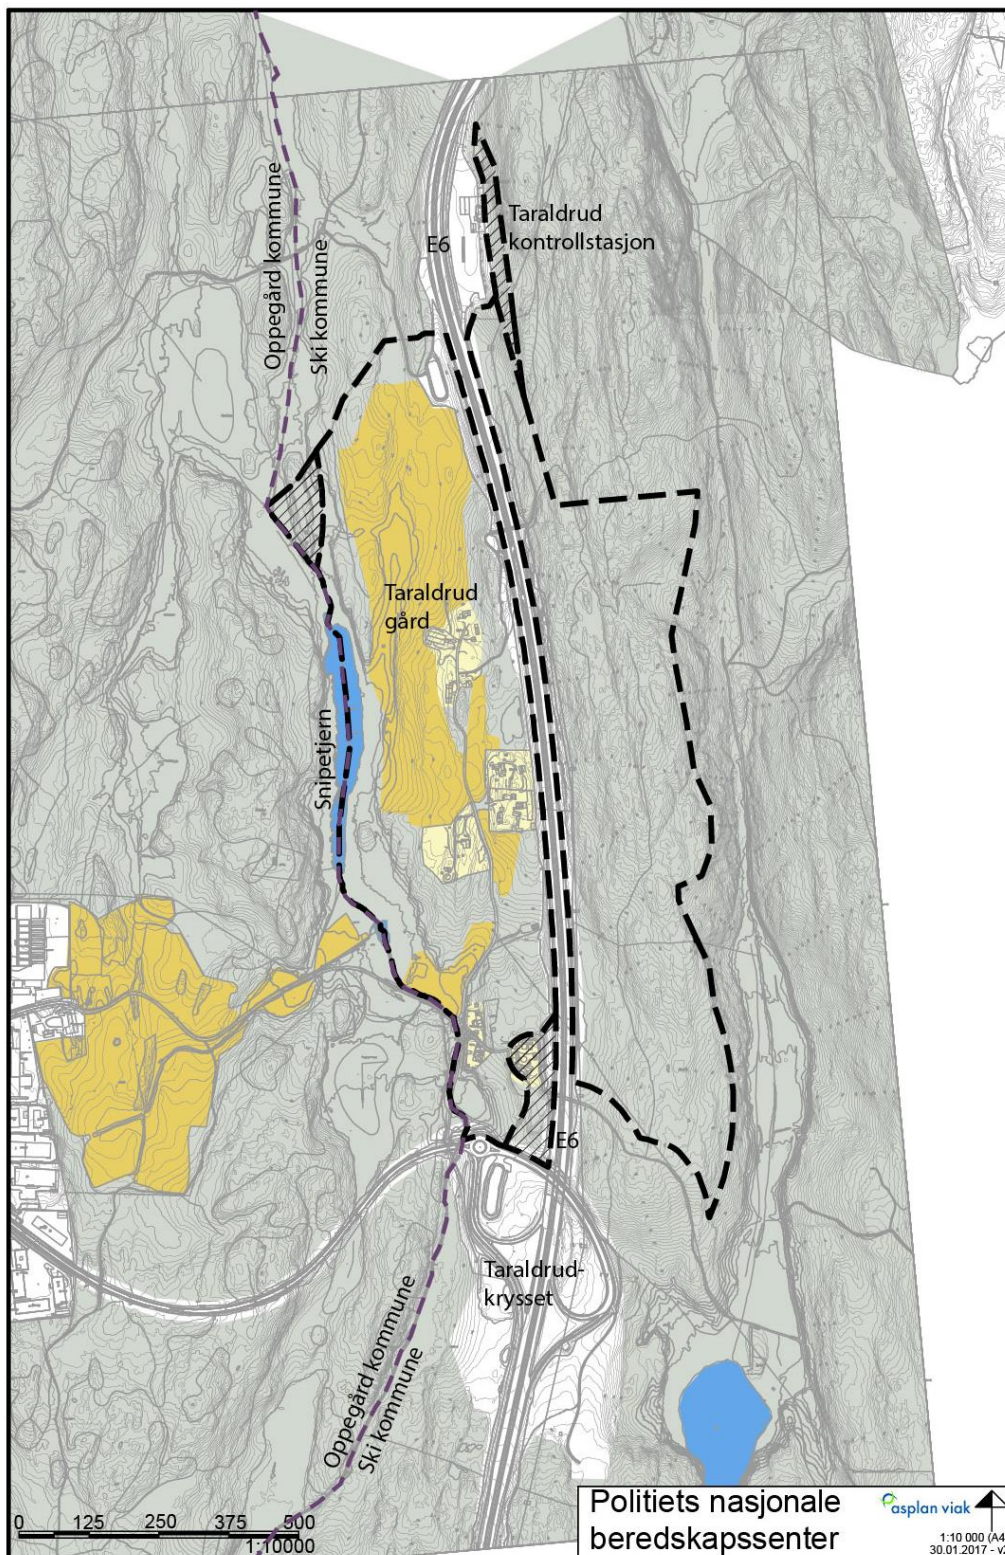 Taraldrud
kontrollstasjon
E6
Oppegård kommune
Ski kommune
Taraldrud
gård
Snipetjern
E6
Taraldrud-
krysset
Oppegård kommune
Ski kommune
0 125 250 375 500
1:10000
Politiets nasjonale
beredskapssenter
asplan viak
1:10 000 (A4
30.01.2017 - v